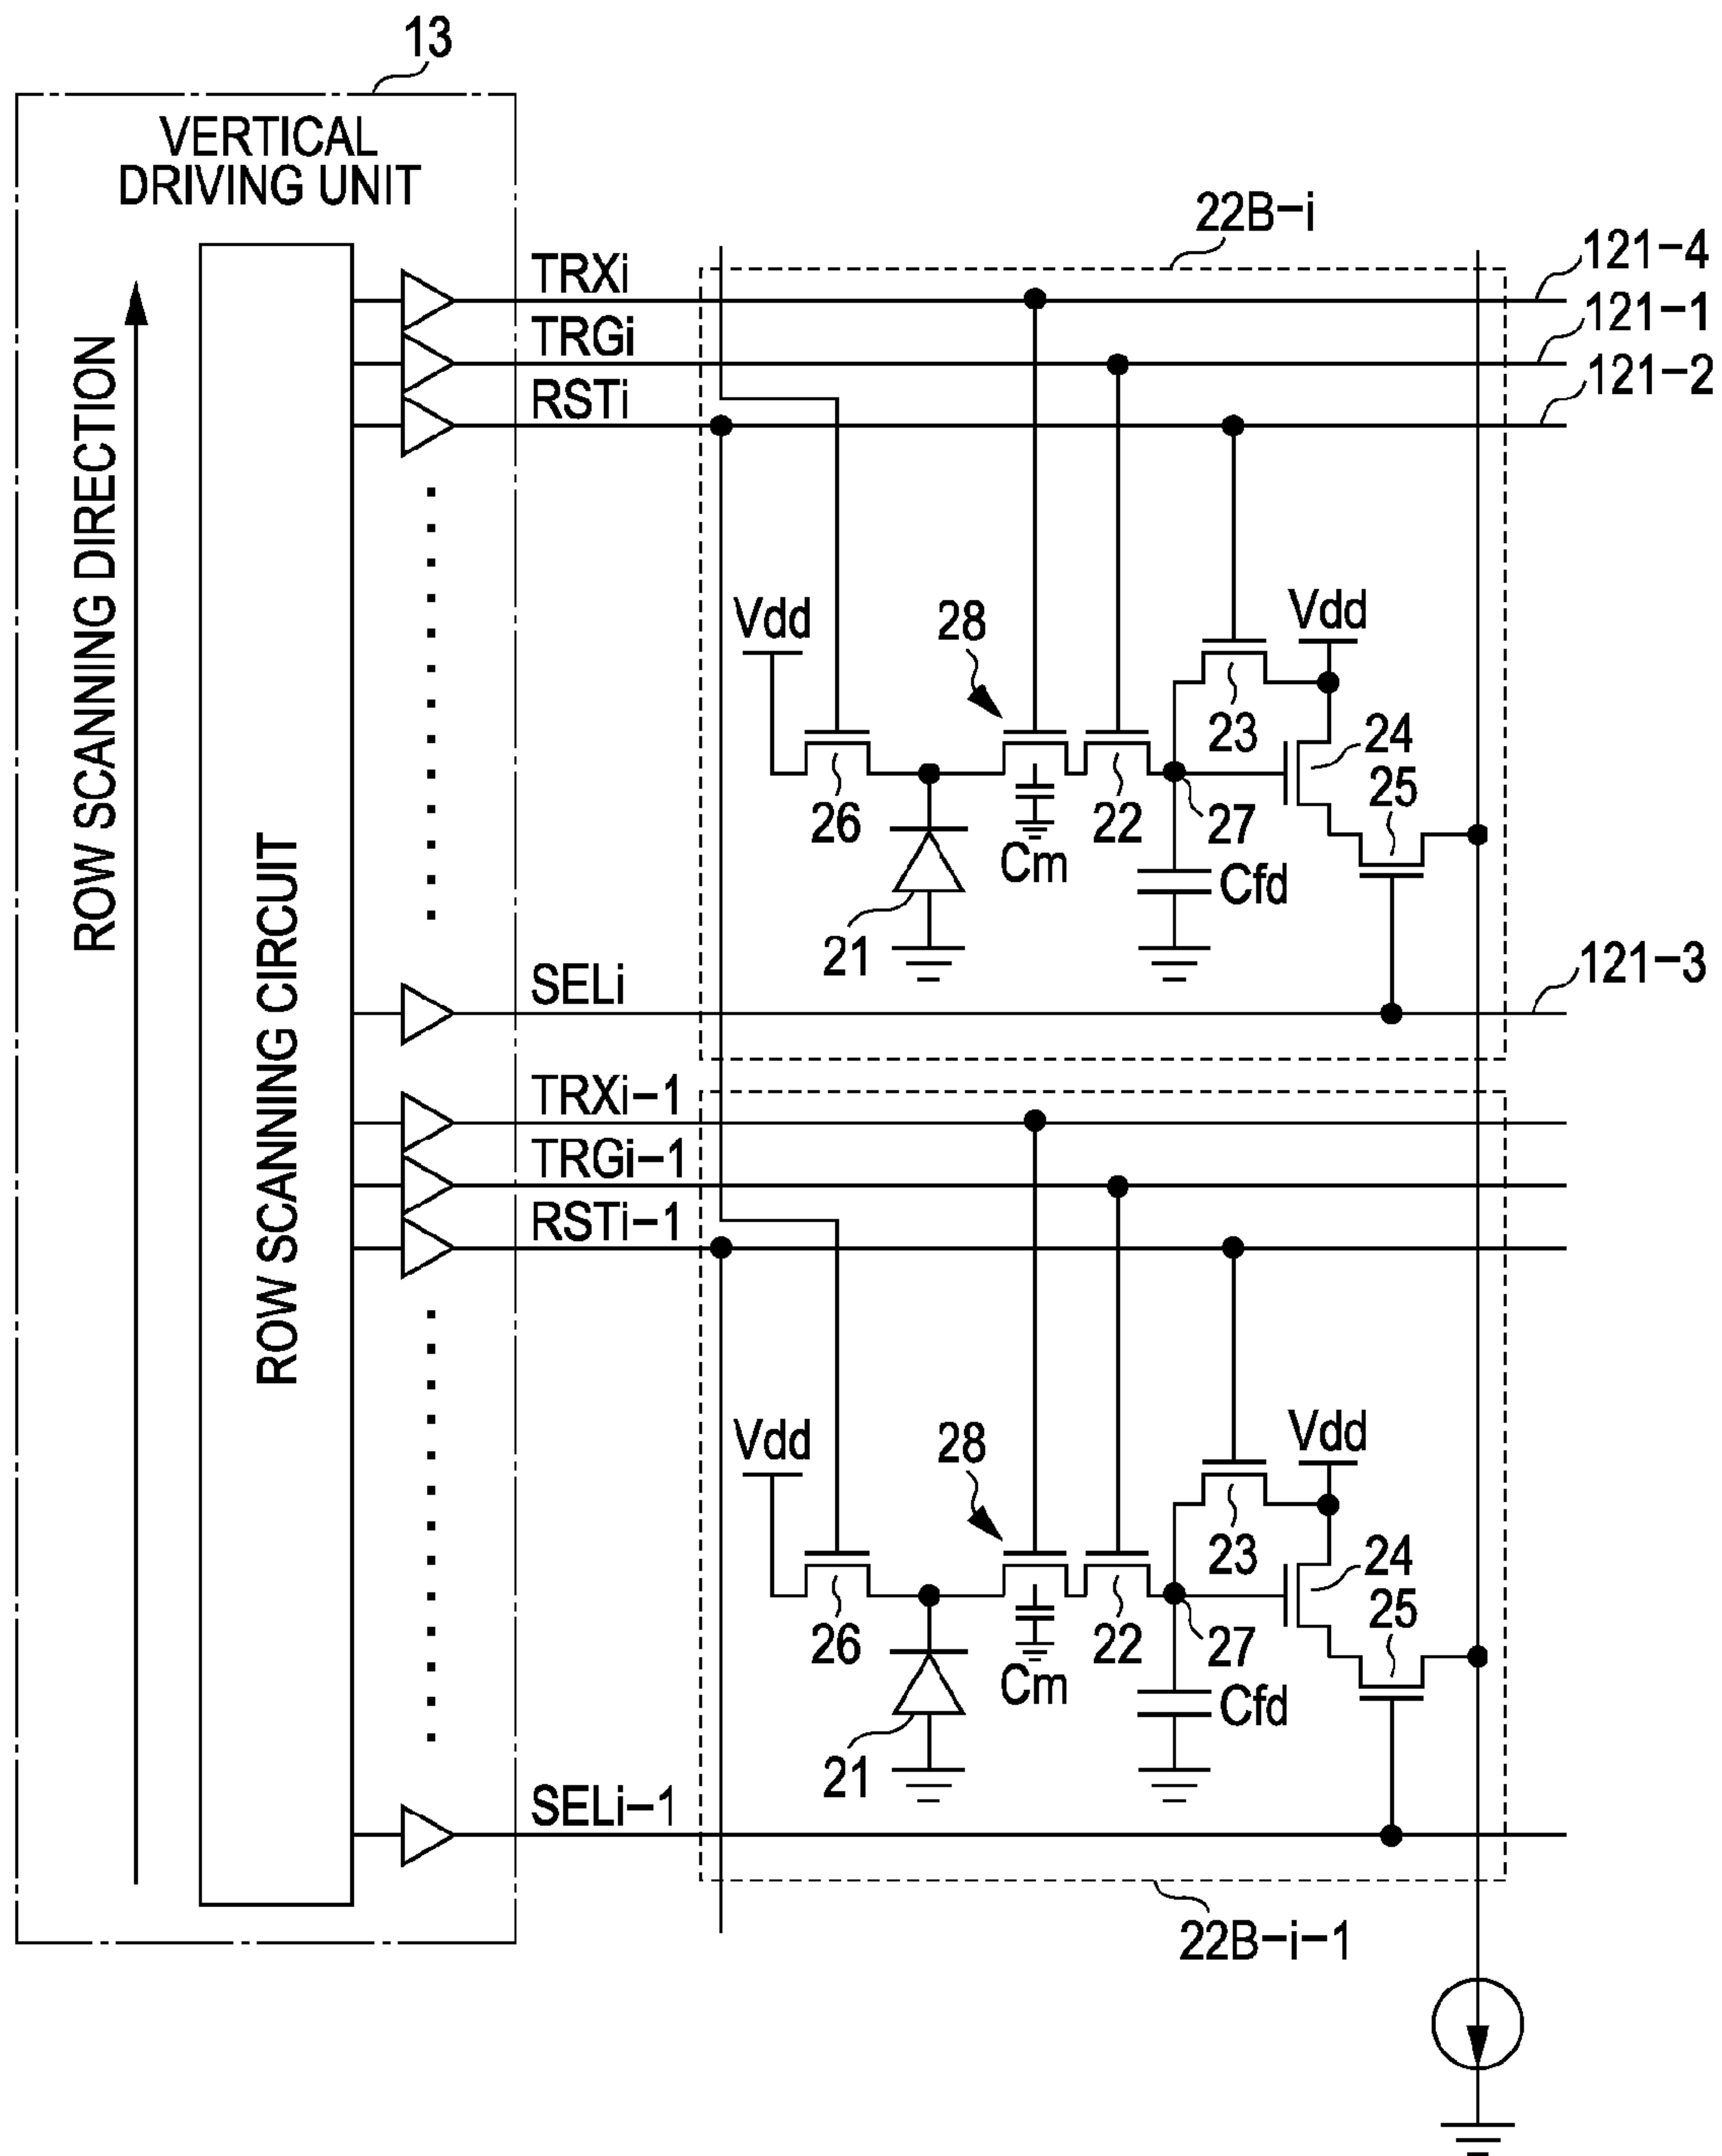 13
VERTICAL
DRIVING UNIT
ROW SCANNING DIRECTION
ROW SCANNING CIRCUIT
22B-i
TRXi
121-4
TRGi
121-1
RSTi
121-2
Vdd
28
Vdd
23
24
25
26
Cm
22
27
Cfd
21
SELi
121-3
TRXi-1
TRGi-1
RSTi-1
Vdd
28
Vdd
23
24
25
26
Cm
22
27
Cfd
21
SELi-1
22B-i-1